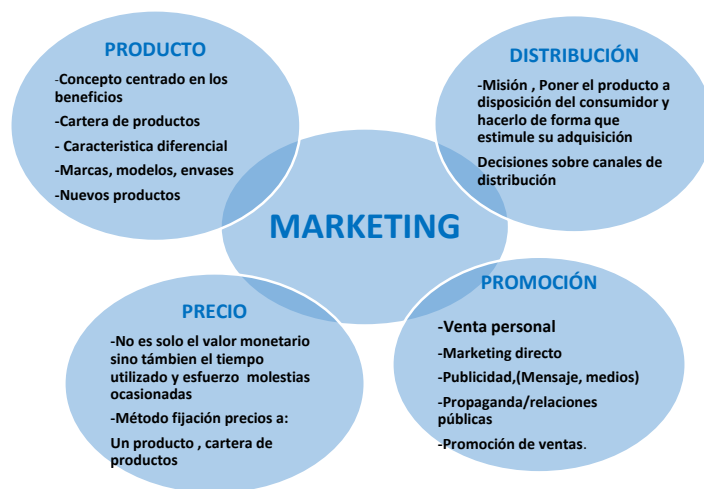 PRODUCTO
-Concepto centrado en los
beneficios
-Cartera de productos
- Caracteristica diferencial
-Marcas, modelos, envases
-Nuevos productos
DISTRIBUCIÓN
-Misión , Poner el producto a
disposición del consumidor y
hacerlo de forma que
estimule su adquisición
Decisiones sobre canales de
distribución
MARKETING
PRECIO
-No es solo el valor monetario
sino támbien el tiempo
utilizado y esfuerzo  molestias
ocasionadas
-Método fijación precios a:
Un producto , cartera de
productos
PROMOCIÓN
-Venta personal
-Marketing directo
-Publicidad,(Mensaje, medios)
-Propaganda/relaciones
públicas
-Promoción de ventas.